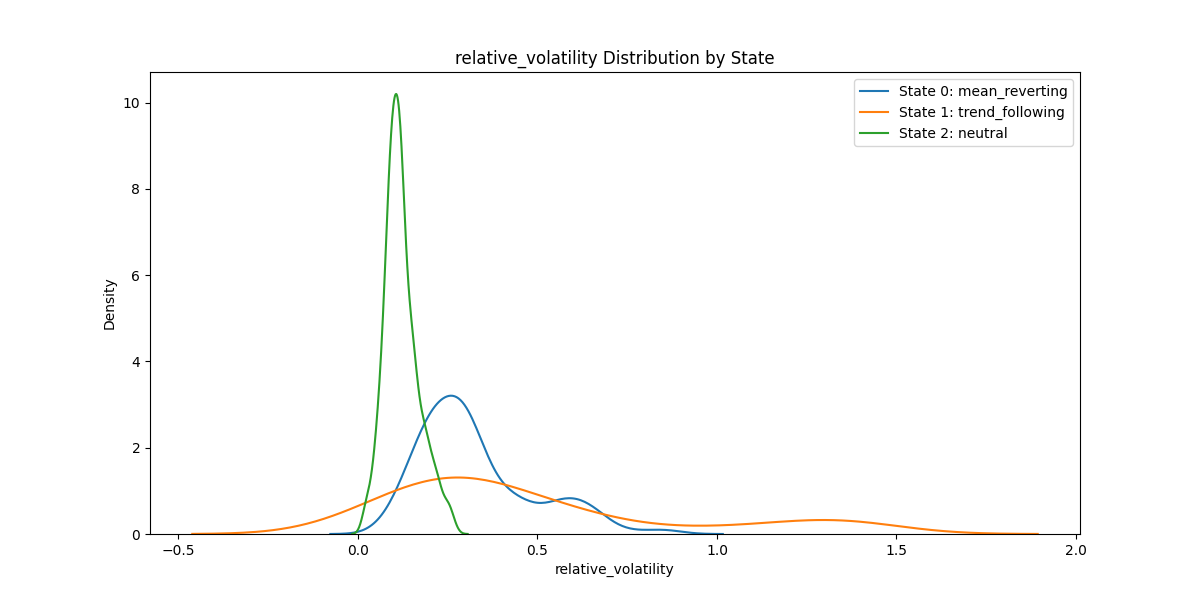 relative_volatility Distribution by State
State 0: mean_reverting
State 1: trend_following
State 2: neutral
Density
10
8
6
4
2
0
−0.5
0.0
0.5
1.0
1.5
2.0
relative_volatility